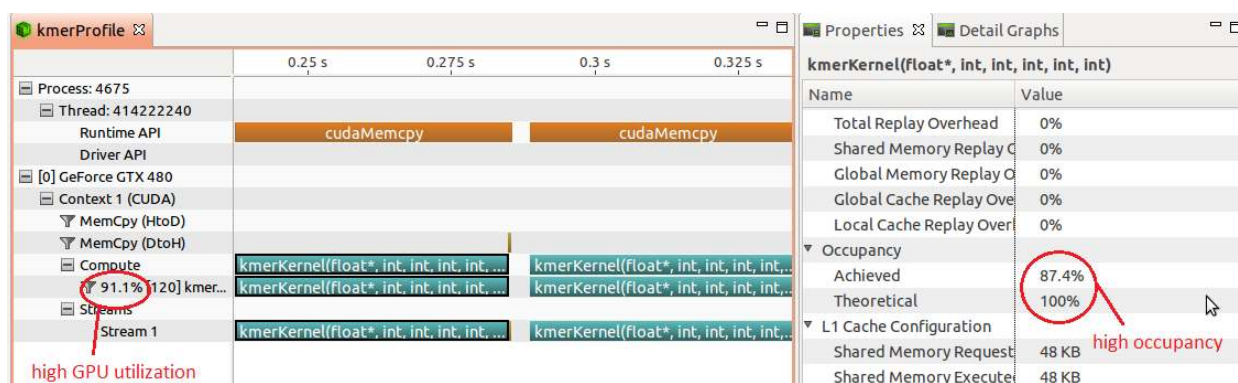 kmerProfile
0.25 s 0.275 s 0.3 s 0.325 s
Process: 4675
Thread: 414222240
Runtime API cudaMemcpy cudaMemcpy
Driver API
[0] GeForce GTX 480
Context 1 (CUDA)
MemCpy (HtoD)
MemCpy (DtoH)
Compute kmerKernel(float*, int, int, int, int, ... kmerKernel(float*, int, int, int, int,...
91.1% [120] kmer... kmerKernel(float*, int, int, int, int, ... kmerKernel(float*, int, int, int, int,...
Streams
Stream 1 kmerKernel(float*, int, int, int, int, ... kmerKernel(float*, int, int, int, int,...
high GPU utilization
Properties Detail Graphs
kmerKernel(float*, int, int, int, int, int)
Name Value
Total Replay Overhead 0%
Shared Memory Replay O 0%
Global Memory Replay O 0%
Global Cache Replay Ove 0%
Local Cache Replay Over 0%
Occupancy
Achieved 87.4%
Theoretical 100%
L1 Cache Configuration
Shared Memory Request 48 KB
Shared Memory Execute 48 KB
high occupancy